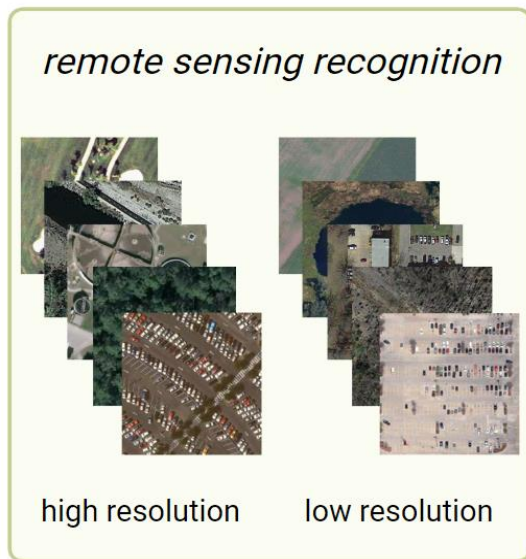 remote sensing recognition
high resolution
low resolution